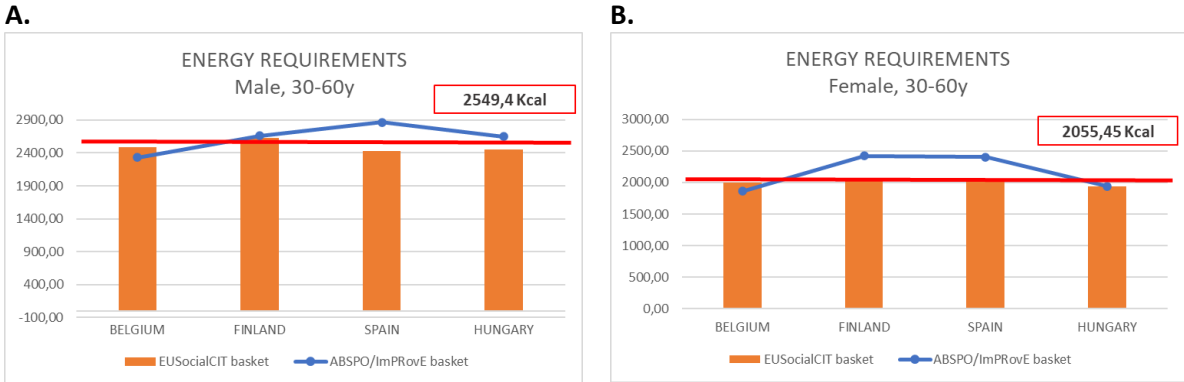 A.
ENERGY REQUIREMENTS
Male, 30-60y
2549,4 Kcal
2900,00
2400,00
1900,00
1400,00
900,00
400,00
-100,00
BELGIUM FINLAND SPAIN HUNGARY
EUSocialCIT basket ABSPO/ImPRovE basket
B.
ENERGY REQUIREMENTS
Female, 30-60y
2055,45 Kcal
3000,00
2500,00
2000,00
1500,00
1000,00
500,00
0,00
BELGIUM FINLAND SPAIN HUNGARY
EUSocialCIT basket ABSPO/ImPRovE basket